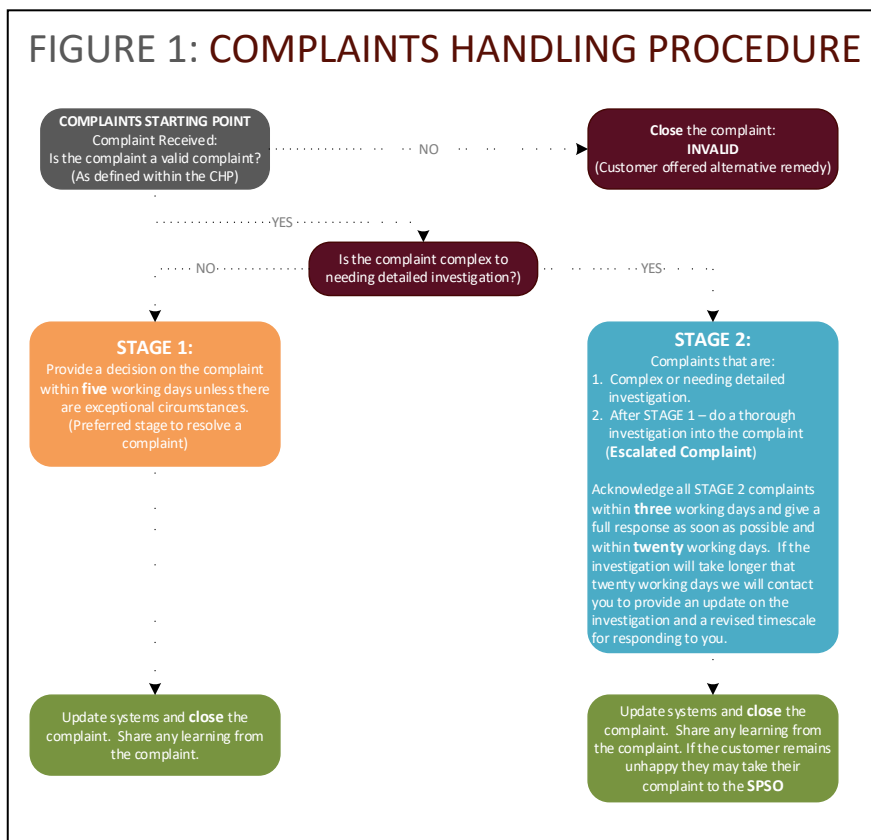 FIGURE 1: COMPLAINTS HANDLING PROCEDURE
COMPLAINTS STARTING POINT
Complaint Received:
Is the complaint a valid complaint?
(As defined within the CHP)
NO
Close the complaint:
INVALID
(Customer offered alternative remedy)
YES
Is the complaint complex to
needing detailed investigation?)
NO
YES
STAGE 1:
Provide a decision on the complaint
within five working days unless there
are exceptional circumstances.
(Preferred stage to resolve a
complaint)
STAGE 2:
Complaints that are:
1. Complex or needing detailed
investigation.
2. After STAGE 1 – do a thorough
investigation into the complaint
(Escalated Complaint)
Acknowledge all STAGE 2 complaints
within three working days and give a
full response as soon as possible and
within twenty working days. If the
investigation will take longer that
twenty working days we will contact
you to provide an update on the
investigation and a revised timescale
for responding to you.
Update systems and close the
complaint. Share any learning from
the complaint.
Update systems and close the
complaint. Share any learning from
the complaint. If the customer remains
unhappy they may take their
complaint to the SPSO